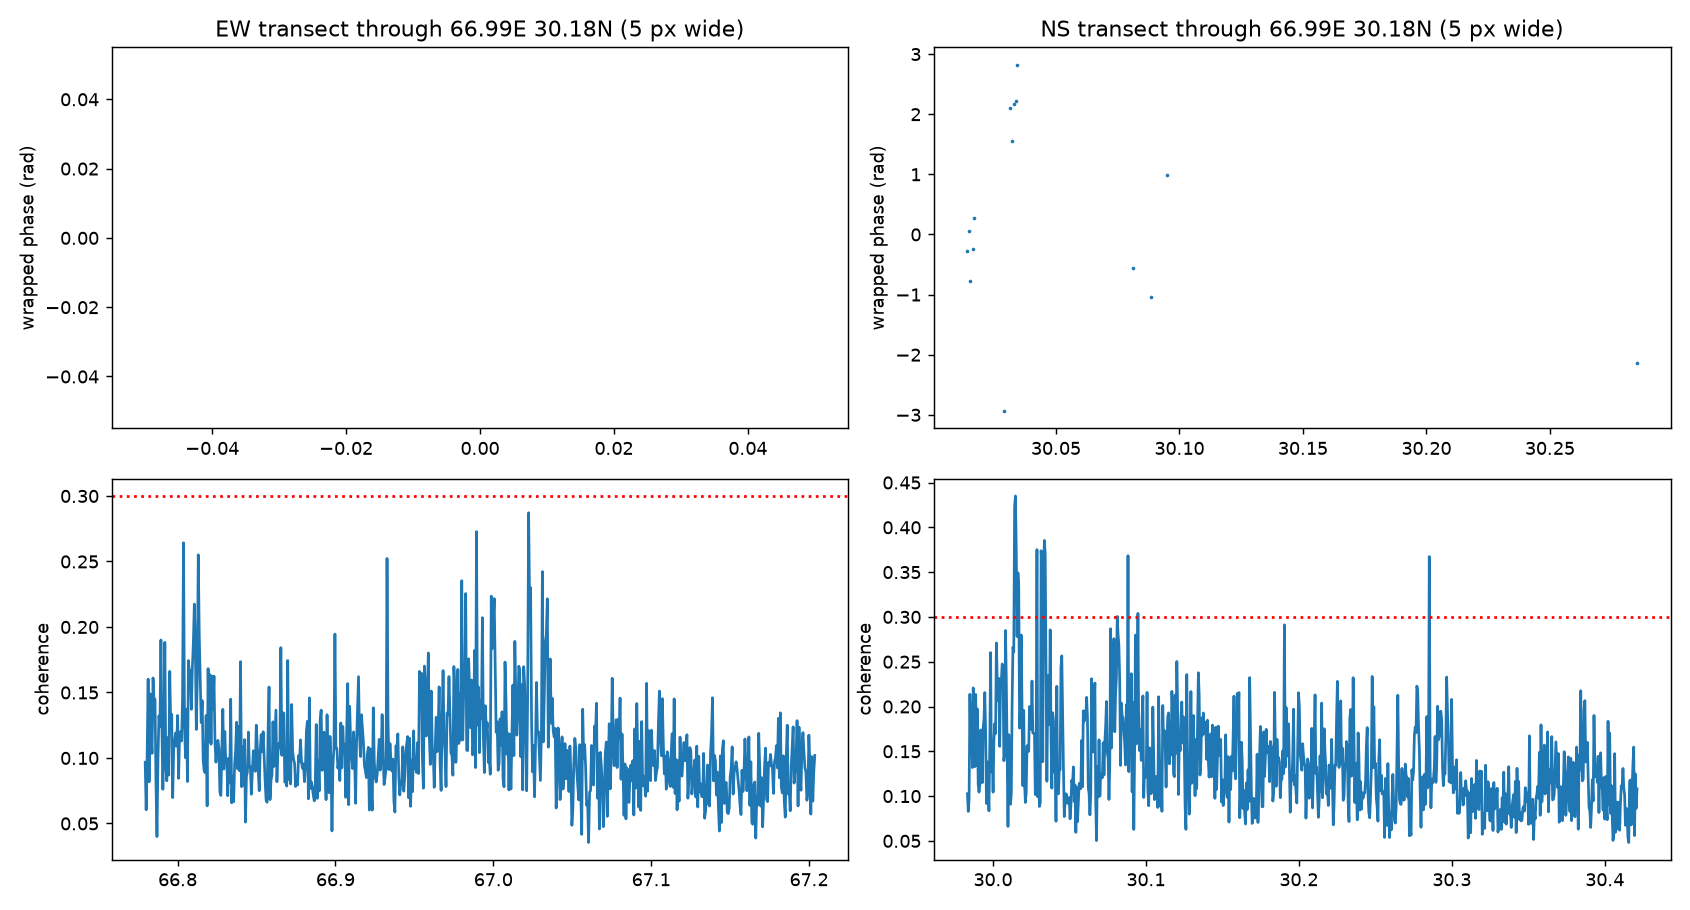 EW transect through 66.99E 30.18N (5 px wide)
wrapped phase (rad)
0.04
0.02
0.00
−0.02
−0.04
−0.04 −0.02 0.00 0.02 0.04
NS transect through 66.99E 30.18N (5 px wide)
wrapped phase (rad)
3
2
1
0
−1
−2
−3
30.05 30.10 30.15 30.20 30.25
coherence
0.30
0.25
0.20
0.15
0.10
0.05
66.8 66.9 67.0 67.1 67.2
coherence
0.45
0.40
0.35
0.30
0.25
0.20
0.15
0.10
0.05
30.0 30.1 30.2 30.3 30.4